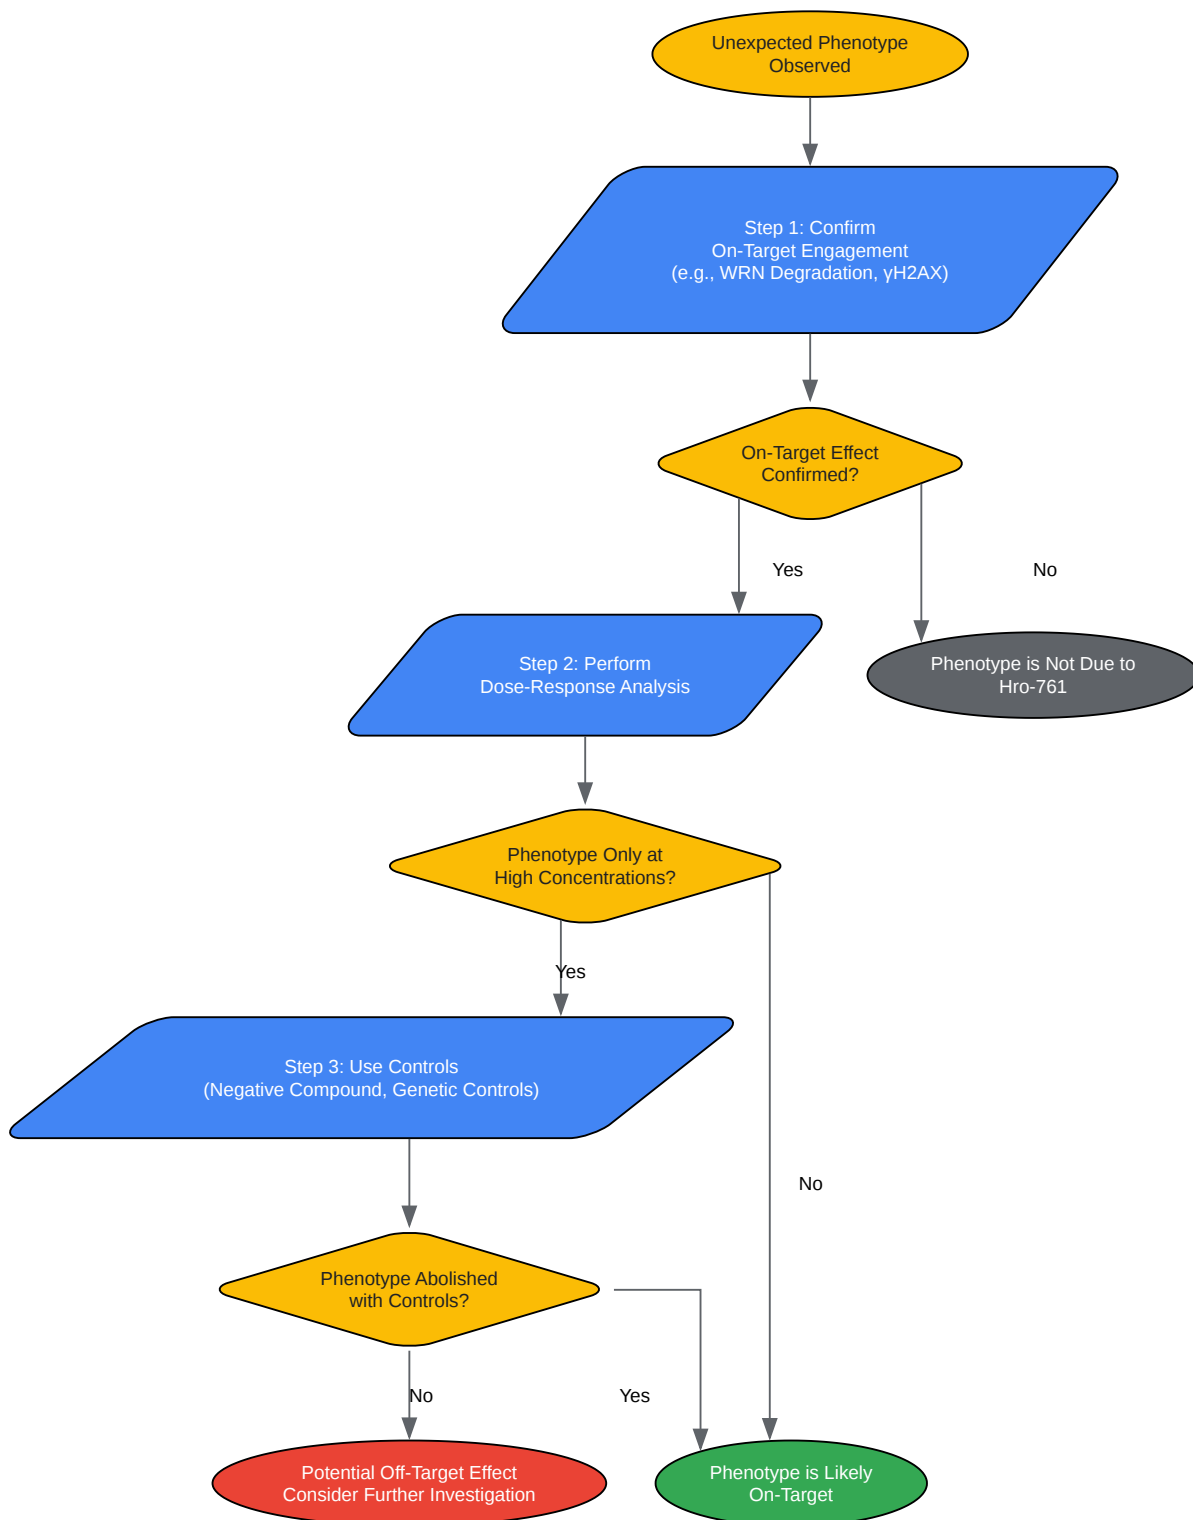 Unexpected Phenotype
Observed
Step 1: Confirm
On-Target Engagement
(e.g., WRN Degradation, γH2AX)
On-Target Effect
Confirmed?
Yes
No
Step 2: Perform
Dose-Response Analysis
Phenotype is Not Due to
Hro-761
Phenotype Only at
High Concentrations?
Yes
Step 3: Use Controls
(Negative Compound, Genetic Controls)
No
Phenotype Abolished
with Controls?
No
Yes
Potential Off-Target Effect
Consider Further Investigation
Phenotype is Likely
On-Target